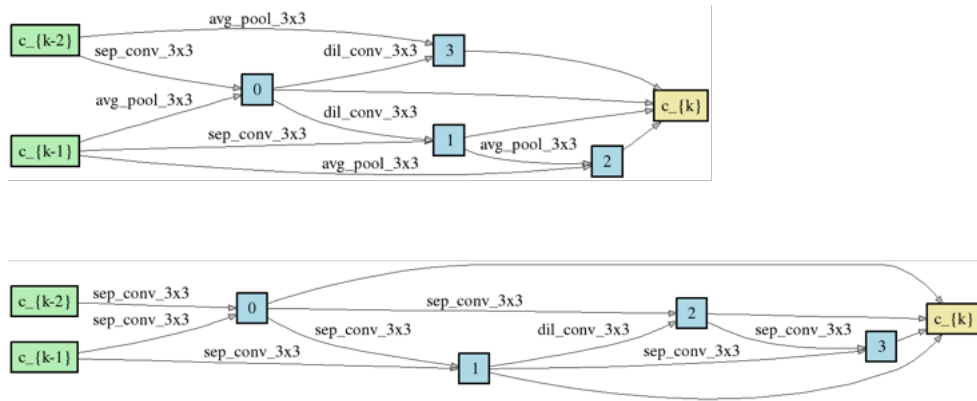 avg_pool_3x3
c_{k-2}
sep_conv_3x3
dil_conv_3x3
3
0
avg_pool_3x3
c_{k}
dil_conv_3x3
sep_conv_3x3
1
avg_pool_3x3
c_{k-1}
2
avg_pool_3x3
sep_conv_3x3
c_{k-2}
0
sep_conv_3x3
2
c_{k}
sep_conv_3x3
sep_conv_3x3
dil_conv_3x3
sep_conv_3x3
3
c_{k-1}
sep_conv_3x3
sep_conv_3x3
1